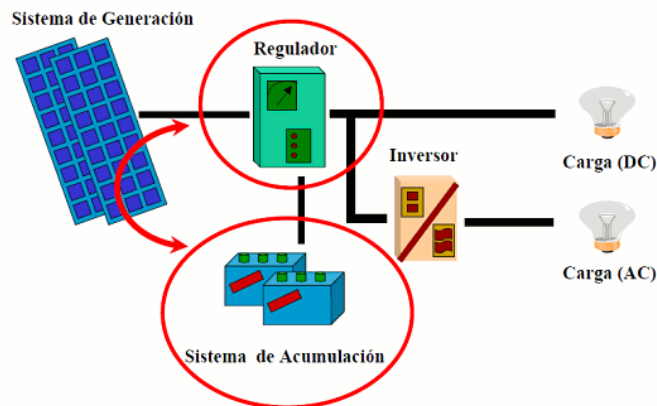 Sistema de Generación
Regulador
Inversor
Carga (DC)
Carga (AC)
Sistema de Acumulación